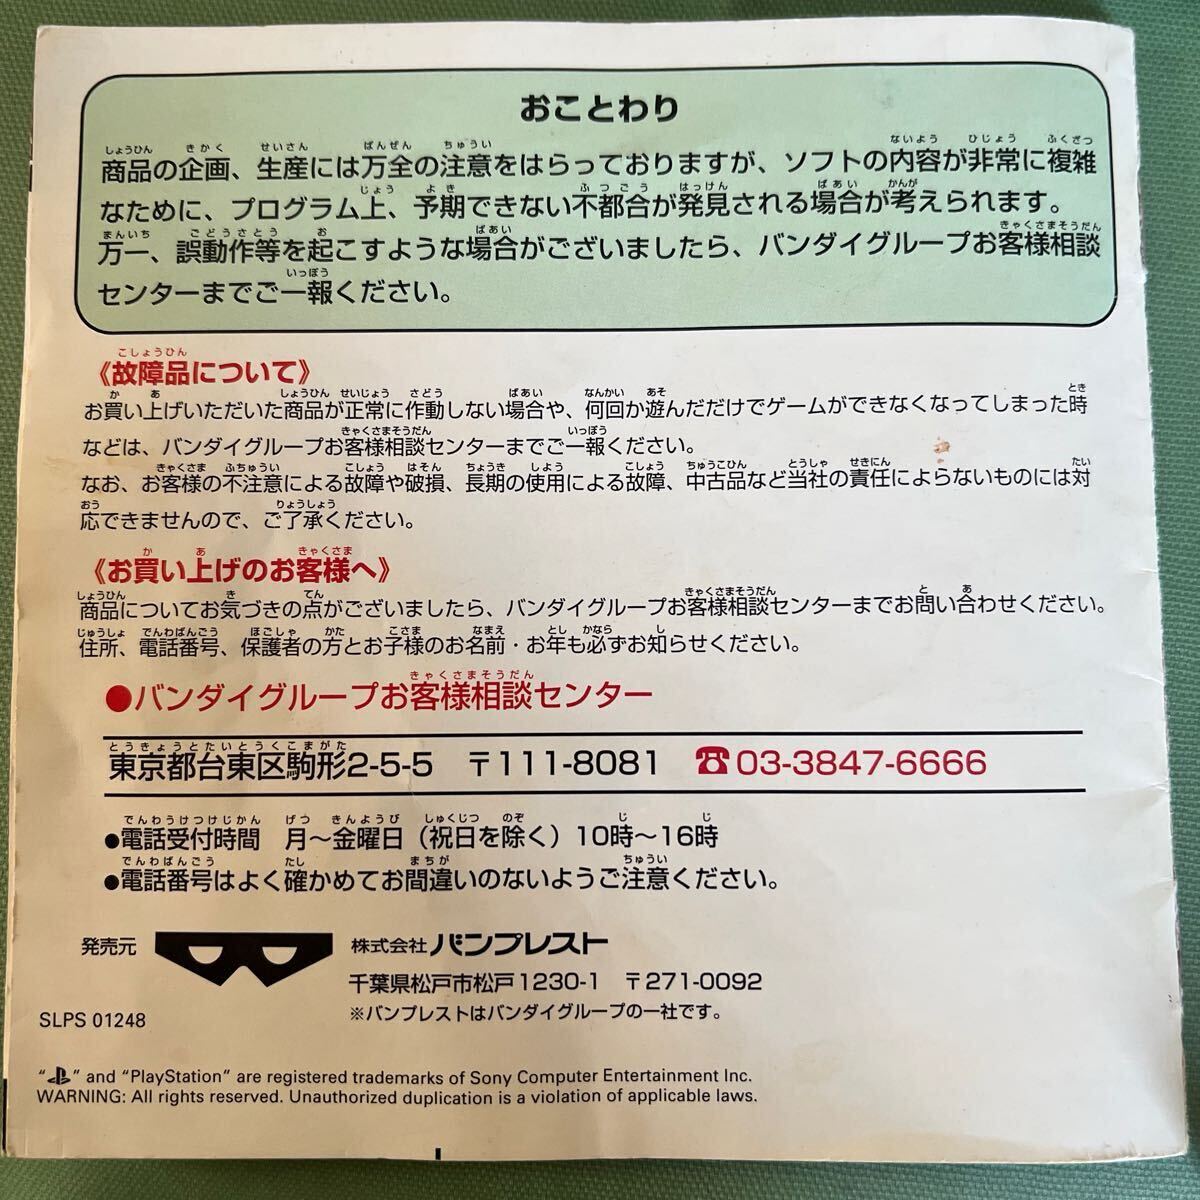 おことわり
商品の企画、生産には万全の注意をはらっておりますが、ソフトの内容が非常に複雑
なために、プログラム上、予期できない不都合が発見される場合が考えられます。
万一、誤動作等を起こすような場合がございましたら、バンダイグループお客様相談
センターまでご一報ください。
《故障品について》
お買い上げいただいた商品が正常に作動しない場合や、何回か遊んだだけでゲームができなくなってしまった時
などは、バンダイグループお客様相談センターまでご一報ください。
なお、お客様の不注意による故障や破損、長期の使用による故障、中古品など当社の責任によらないものには対
応できませんので、ご了承ください。
《お買い上げのお客様へ》
商品についてお気づきの点がございましたら、バンダイグループお客様相談センターまでお問い合わせください。
住所、電話番号、保護者の方とお子様のお名前・お年も必ずお知らせください。
●バンダイグループお客様相談センター
東京都台東区駒形2-5-5 〒111-8081 ☎03-3847-6666
●電話受付時間 月～金曜日（祝日を除く）10時～16時
●電話番号はよく確かめてお間違いのないようご注意ください。
発売元 株式会社バンプレスト
千葉県松戸市松戸1230-1 〒271-0092
※バンプレストはバンダイグループの一社です。
SLPS 01248
“ ” and “PlayStation” are registered trademarks of Sony Computer Entertainment Inc.
WARNING: All rights reserved. Unauthorized duplication is a violation of applicable laws.